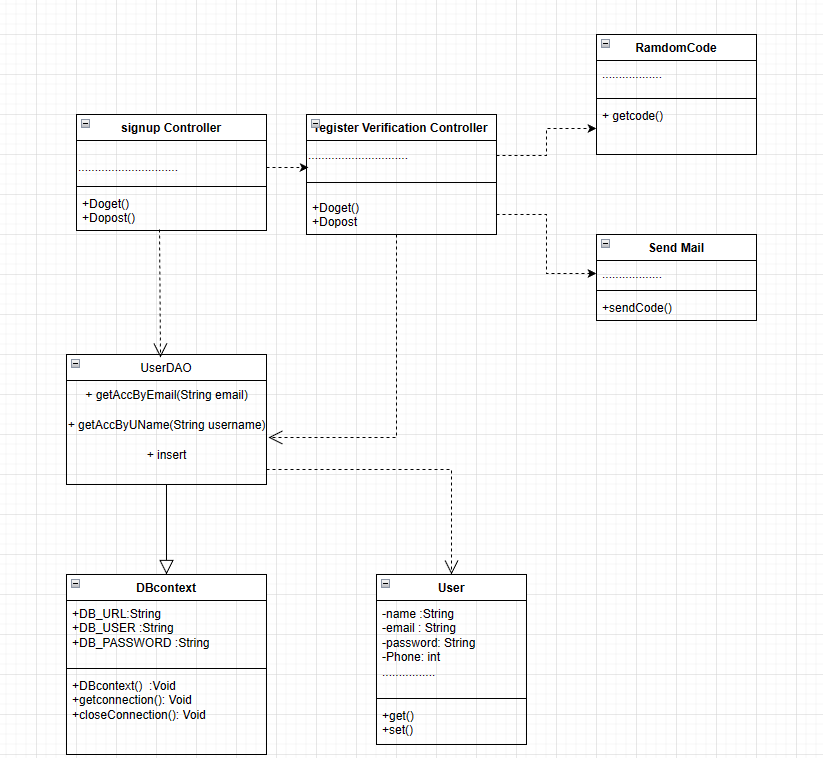 RamdomCode
..................
+ getcode()
signup Controller
..............................
+Doget()
+Dopost()
register Verification Controller
..............................
+Doget()
+Dopost
Send Mail
..................
+sendCode()
UserDAO
+ getAccByEmail(String email)
+ getAccByUName(String username)
+ insert
DBcontext
+DB_URL:String
+DB_USER :String
+DB_PASSWORD :String
+DBcontext() :Void
+getconnection(): Void
+closeConnection(): Void
User
-name :String
-email : String
-password: String
-Phone: int
................
+get()
+set()